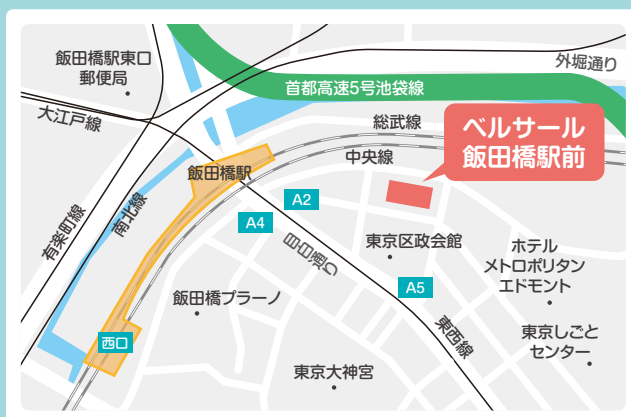 飯田橋駅東口
郵便局
外堀通り
首都高速5号池袋線
大江戸線
総武線
ベルサール
飯田橋駅前
中央線
飯田橋駅
A2
A4
南北線
有楽町線
目白通り
東京区政会館
ホテル
メトロポリタン
エドモント
A5
飯田橋プラーノ
西口
東西線
東京しごと
センター
東京大神宮